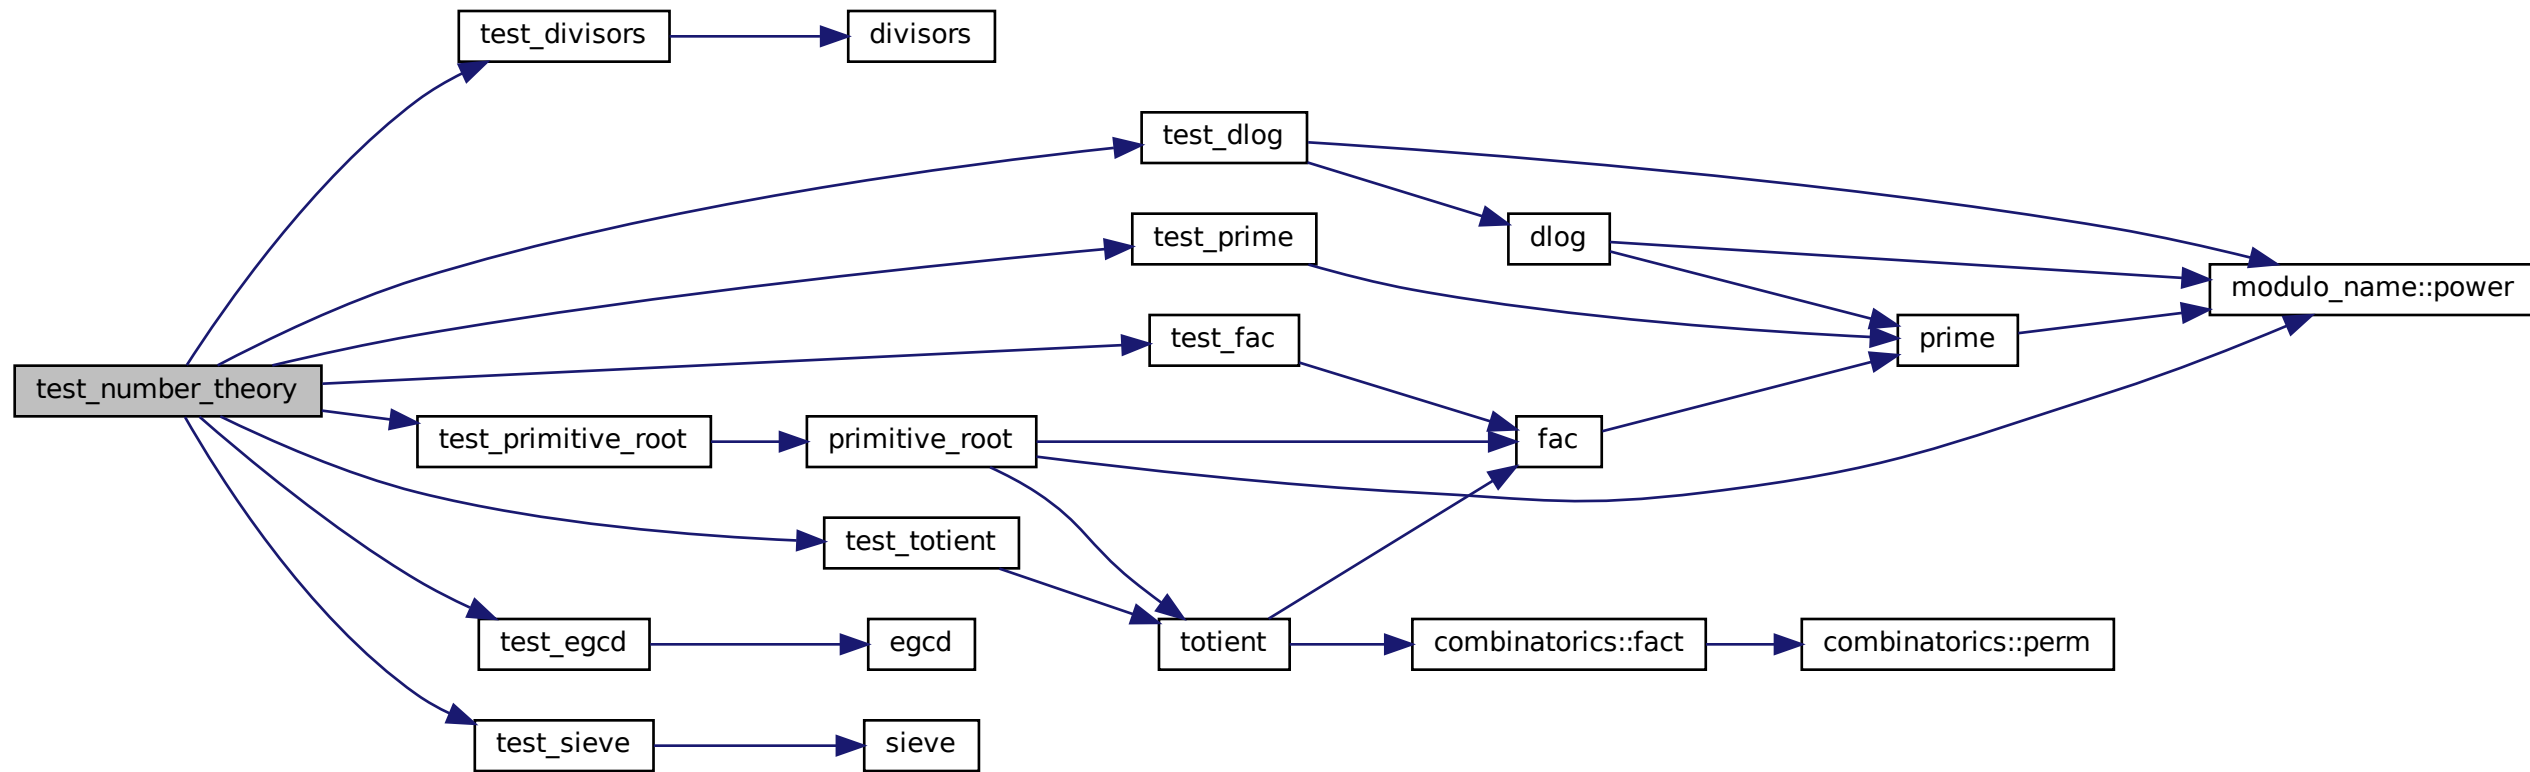 test_divisors
divisors
test_dlog
test_prime
dlog
modulo_name::power
test_fac
prime
test_number_theory
test_primitive_root
primitive_root
fac
test_totient
test_egcd
egcd
totient
combinatorics::fact
combinatorics::perm
test_sieve
sieve